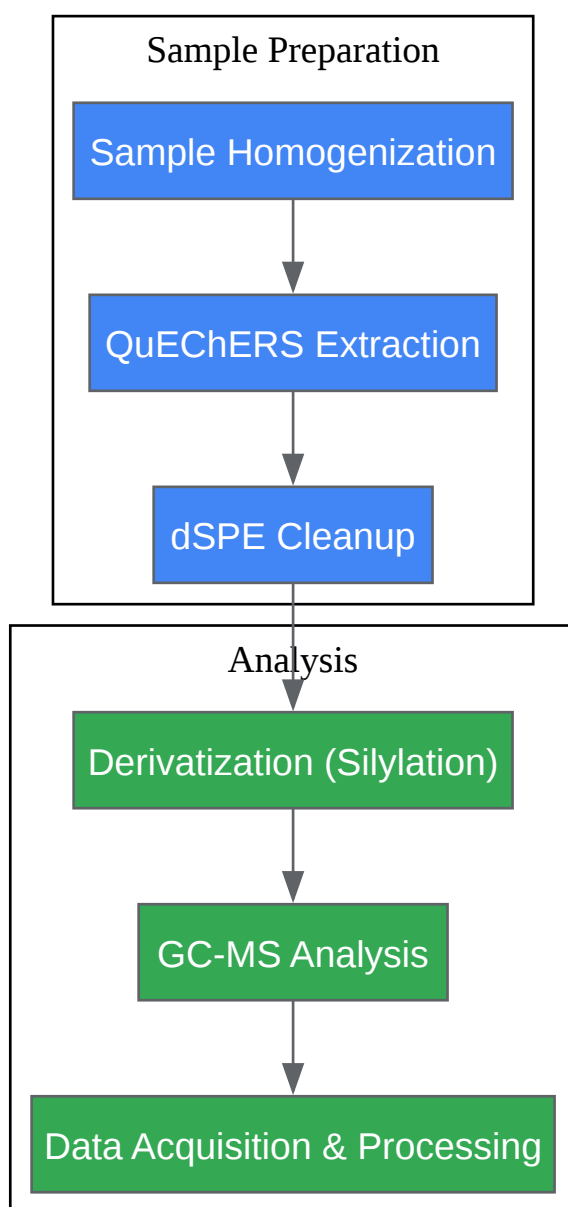 Sample Preparation
Sample Homogenization
QuEChERS Extraction
dSPE Cleanup
Analysis
Derivatization (Silylation)
GC-MS Analysis
Data Acquisition & Processing